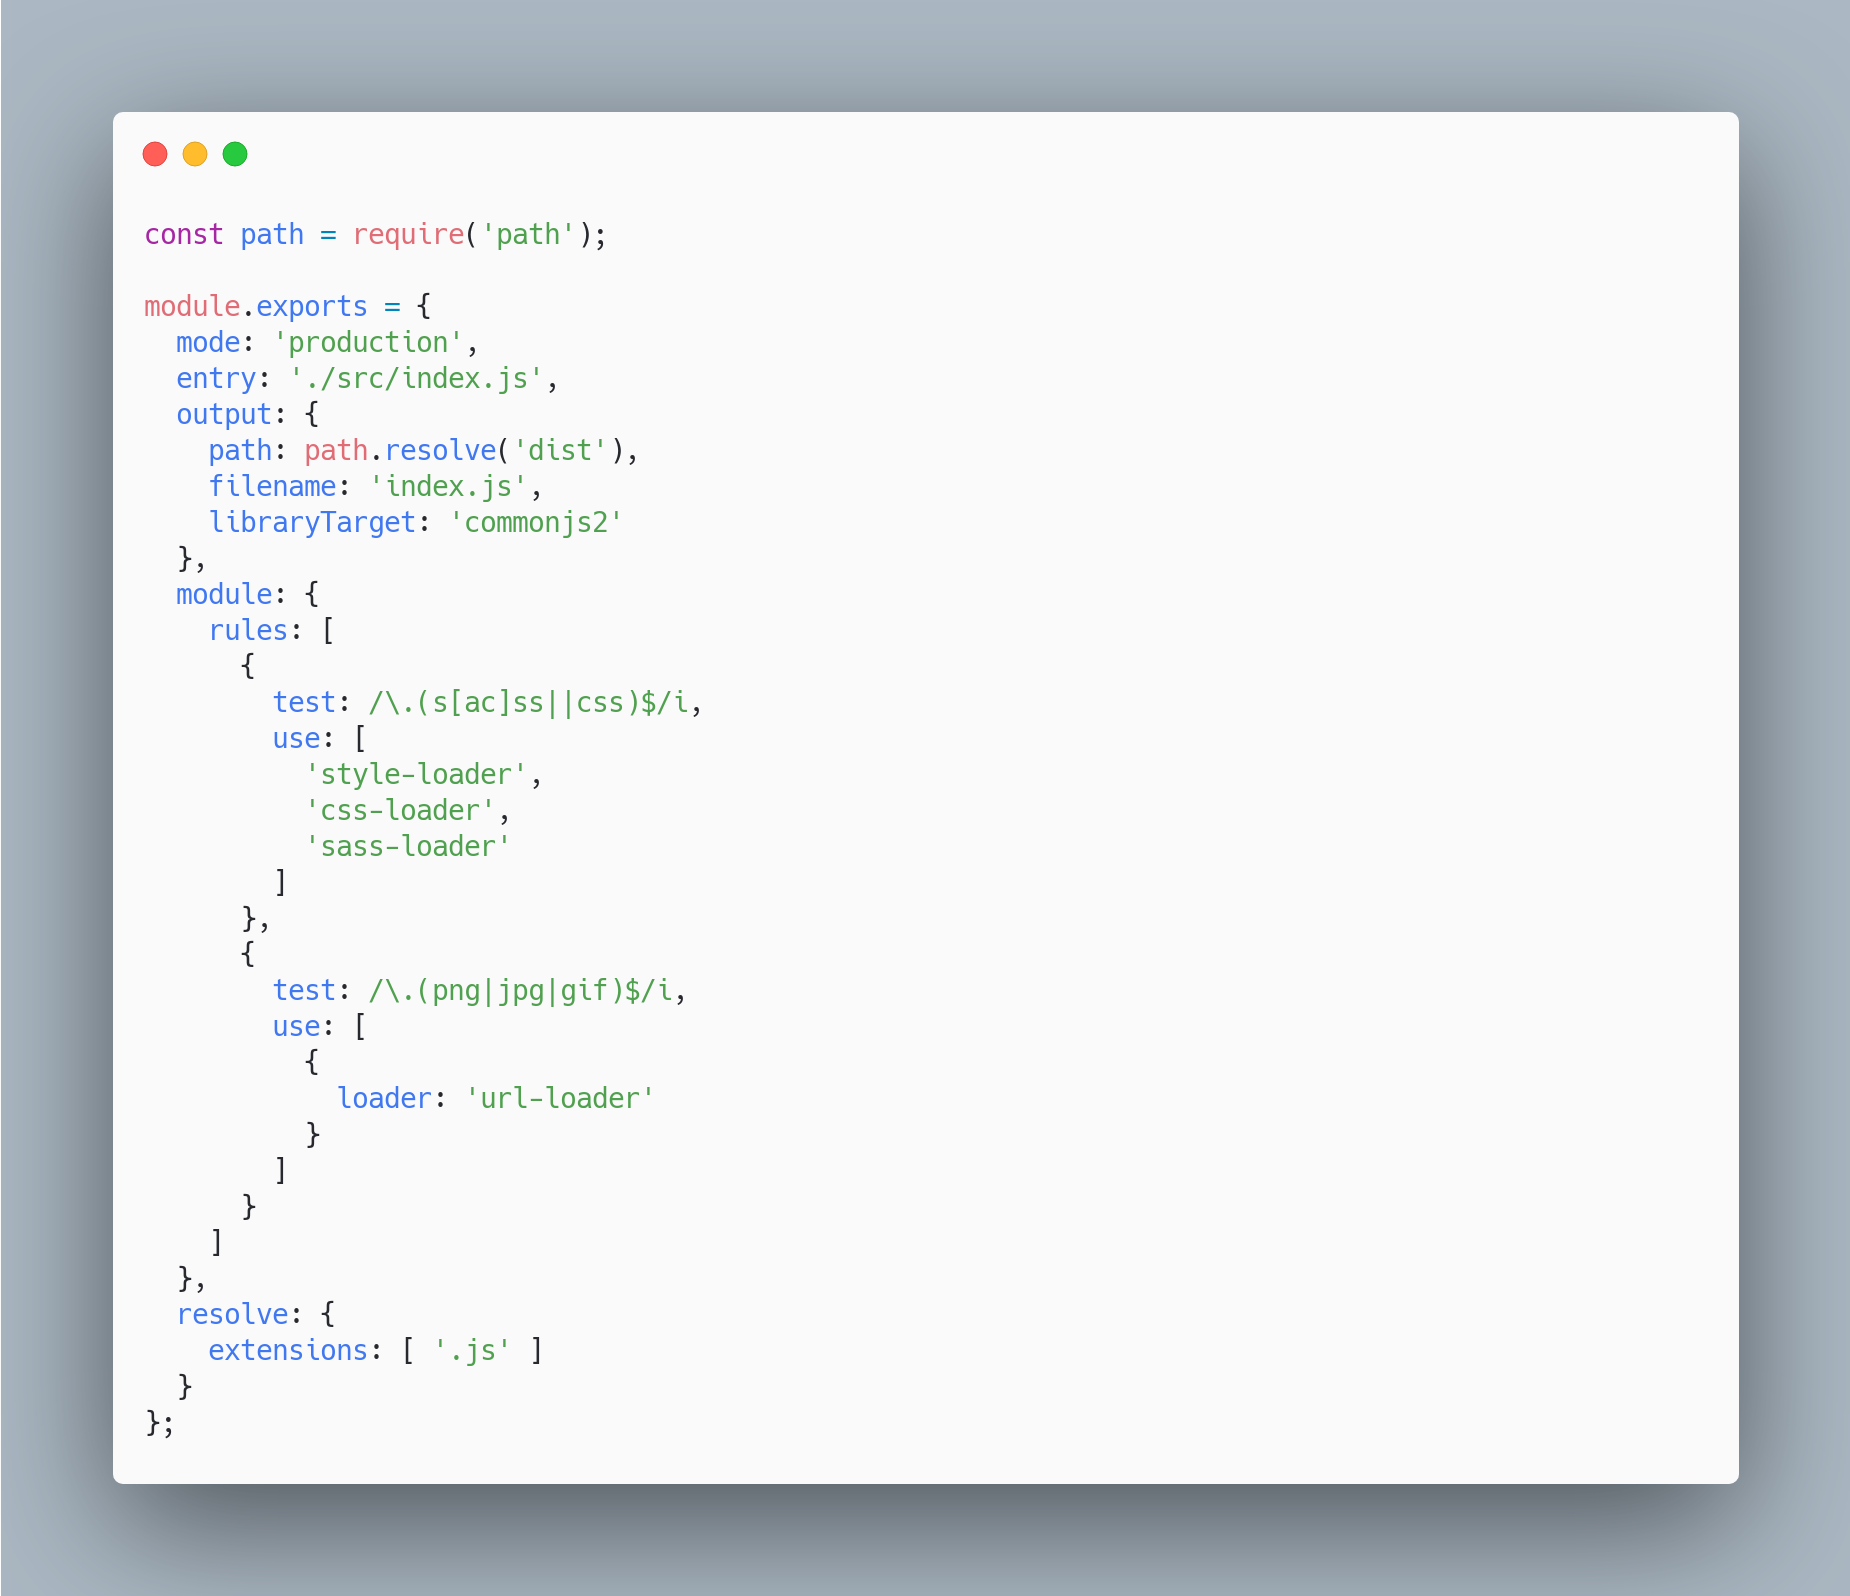 const path = require('path');

module.exports = {
  mode: 'production',
  entry: './src/index.js',
  output: {
    path: path.resolve('dist'),
    filename: 'index.js',
    libraryTarget: 'commonjs2'
  },
  module: {
    rules: [
      {
        test: /\.(s[ac]ss||css)$/i,
        use: [
          'style-loader',
          'css-loader',
          'sass-loader'
        ]
      },
      {
        test: /\.(png|jpg|gif)$/i,
        use: [
          {
            loader: 'url-loader'
          }
        ]
      }
    ]
  },
  resolve: {
    extensions: [ '.js' ]
  }
};